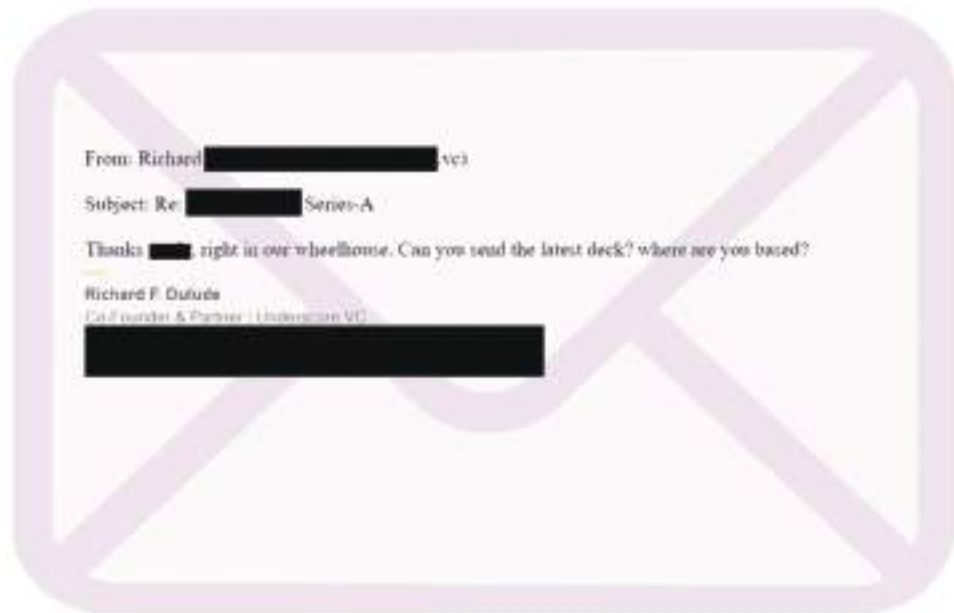 From: Richard vc>
Subject: Re: Series-A
Thanks , right in our wheelhouse. Can you send the latest deck? where are you based?
Richard F. Dulude
Co-Founder & Partner | Underscore VC